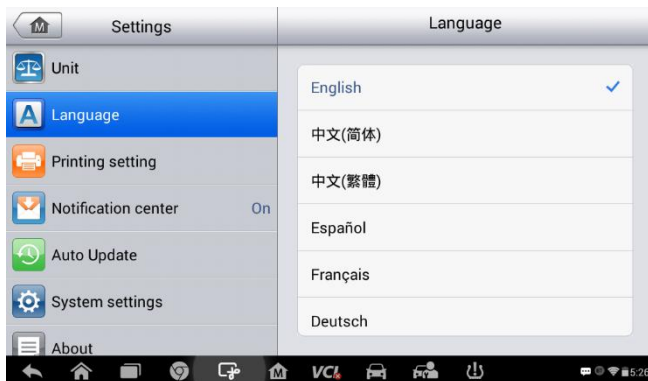 M
Settings
Unit
A
Language
Printing setting
Notification center On
Auto Update
System settings
About
Language
English
中文(简体)
中文(繁體)
Español
Français
Deutsch
M
VCI
5:26